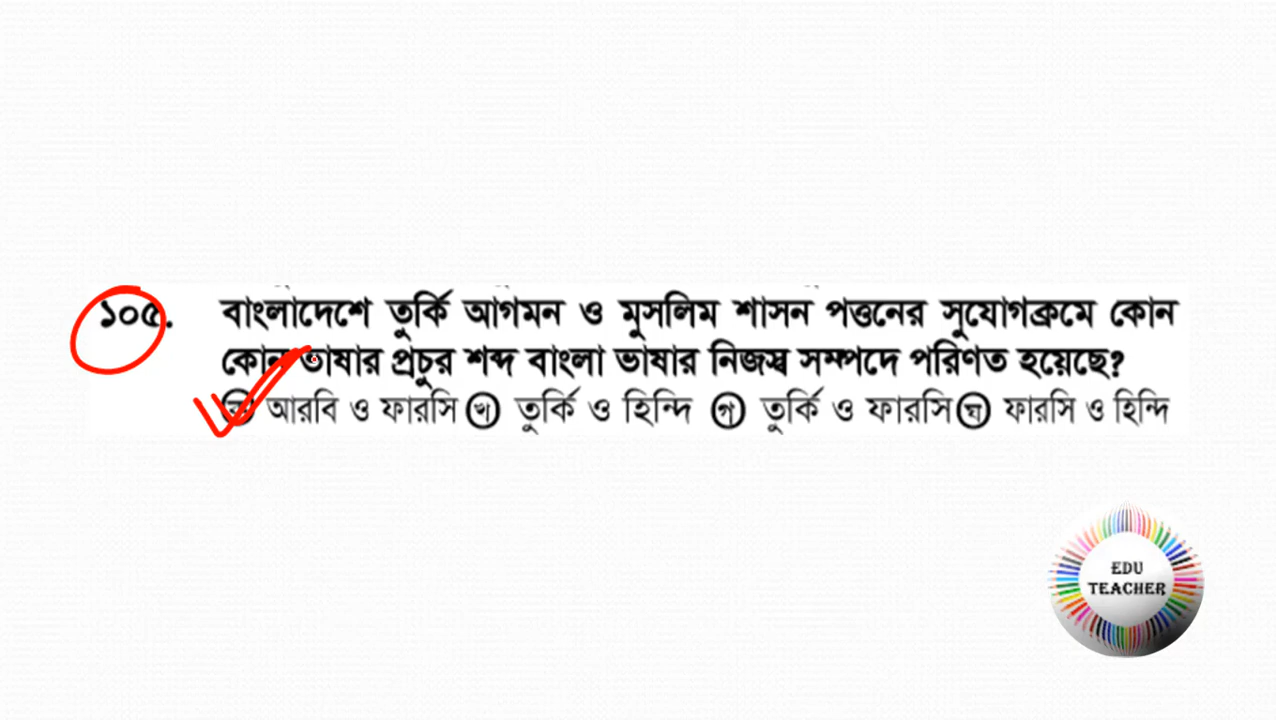 ১০৫. বাংলাদেশে তুর্কি আগমন ও মুসলিম শাসন পত্তনের সুযোগক্রমে কোন
কোন ভাষার প্রচুর শব্দ বাংলা ভাষার নিজস্ব সম্পদে পরিণত হয়েছে?
ক আরবি ও ফারসি খ তুর্কি ও হিন্দি গ তুর্কি ও ফারসি ঘ ফারসি ও হিন্দি
EDU
TEACHER